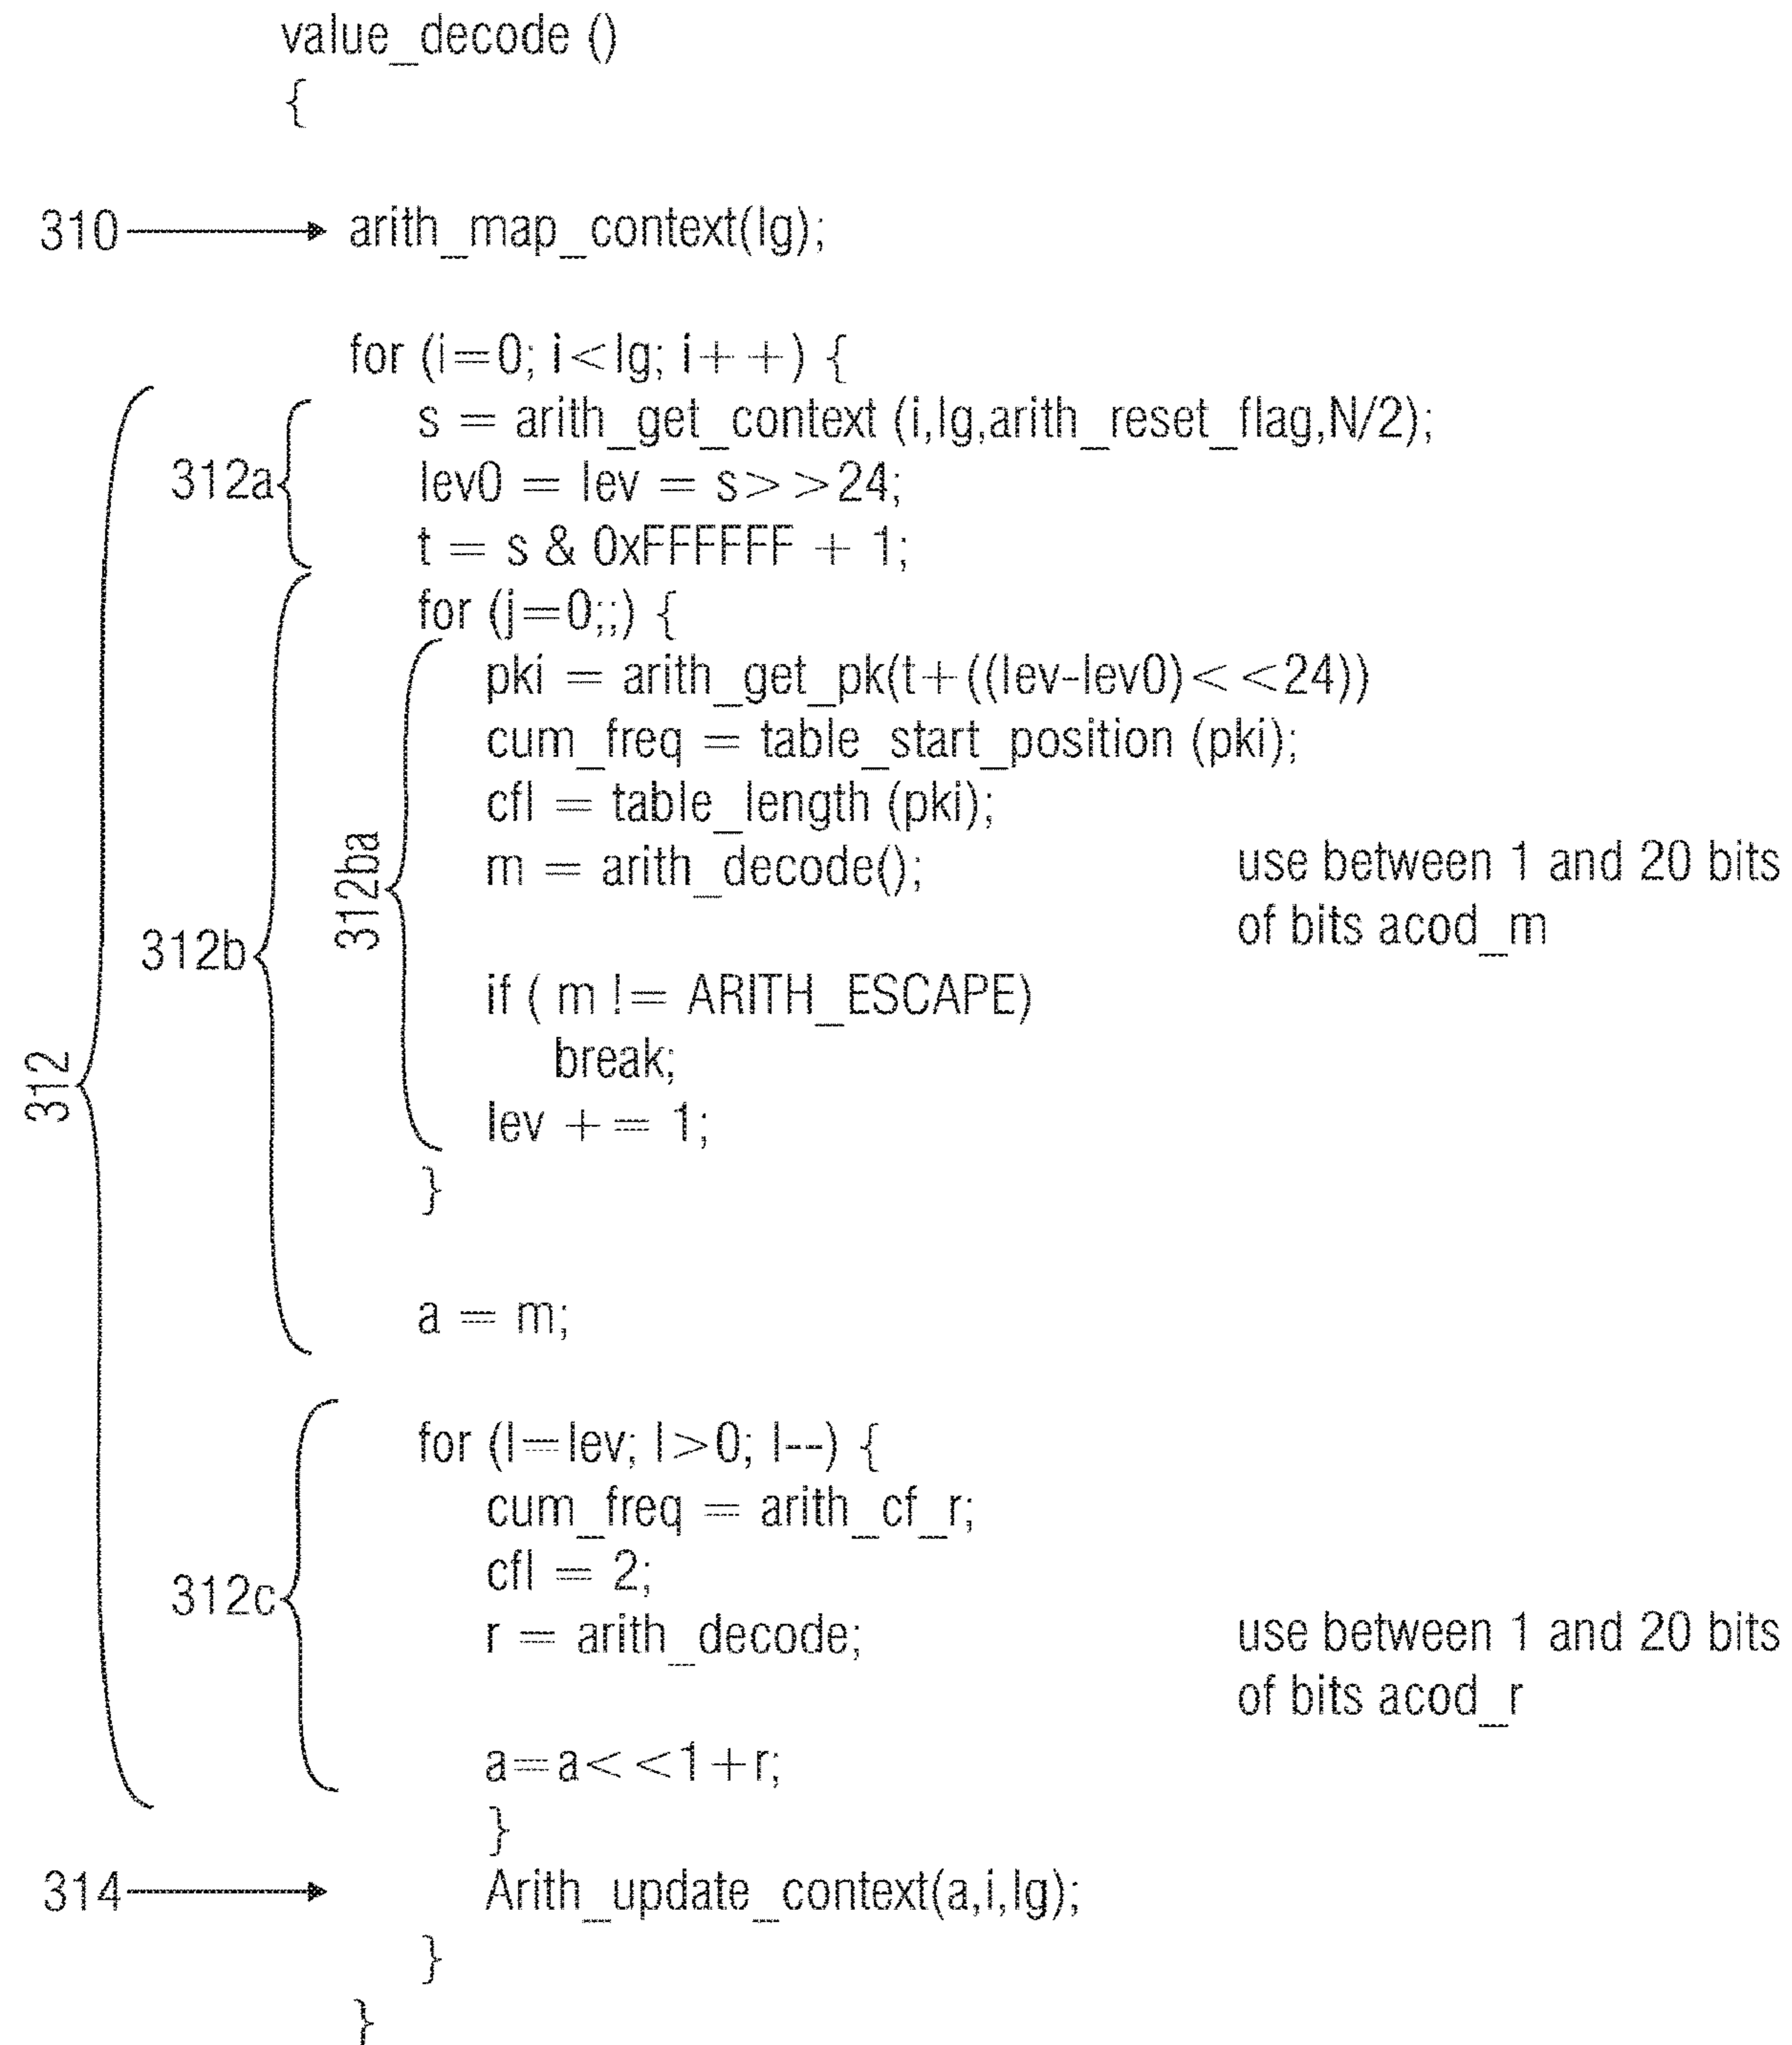 value_decode ()
{
310 arith_map_context(lg);
for (i=0; i<lg; i++) {
s = arith_get_context (i,lg,arith_reset_flag,N/2);
312a
lev0 = lev = s>>24;
t = s & 0xFFFFFF + 1;
for (j=0;;) {
pki = arith_get_pk(t+((lev-lev0)<<24))
cum_freq = table_start_position (pki);
cfl = table_length (pki);
m = arith_decode();
use between 1 and 20 bits
of bits acod_m
312ba
312b
if ( m != ARITH_ESCAPE)
break;
312
lev += 1;
}
a = m;
for (l=lev; l>0; l--) {
cum_freq = arith_cf_r;
cfl = 2;
312c
r = arith_decode;
use between 1 and 20 bits
of bits acod_r
a=a<<1+r;
}
314 Arith_update_context(a,i,lg);
}
}